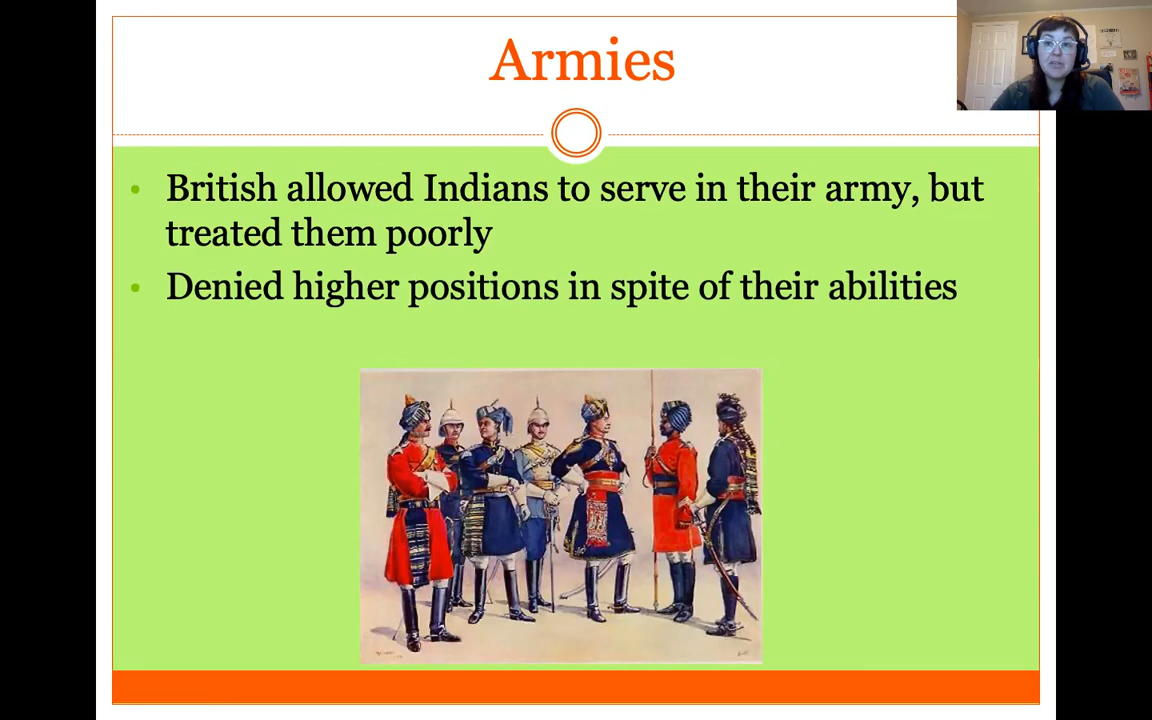 Armies
• British allowed Indians to serve in their army, but
treated them poorly
• Denied higher positions in spite of their abilities